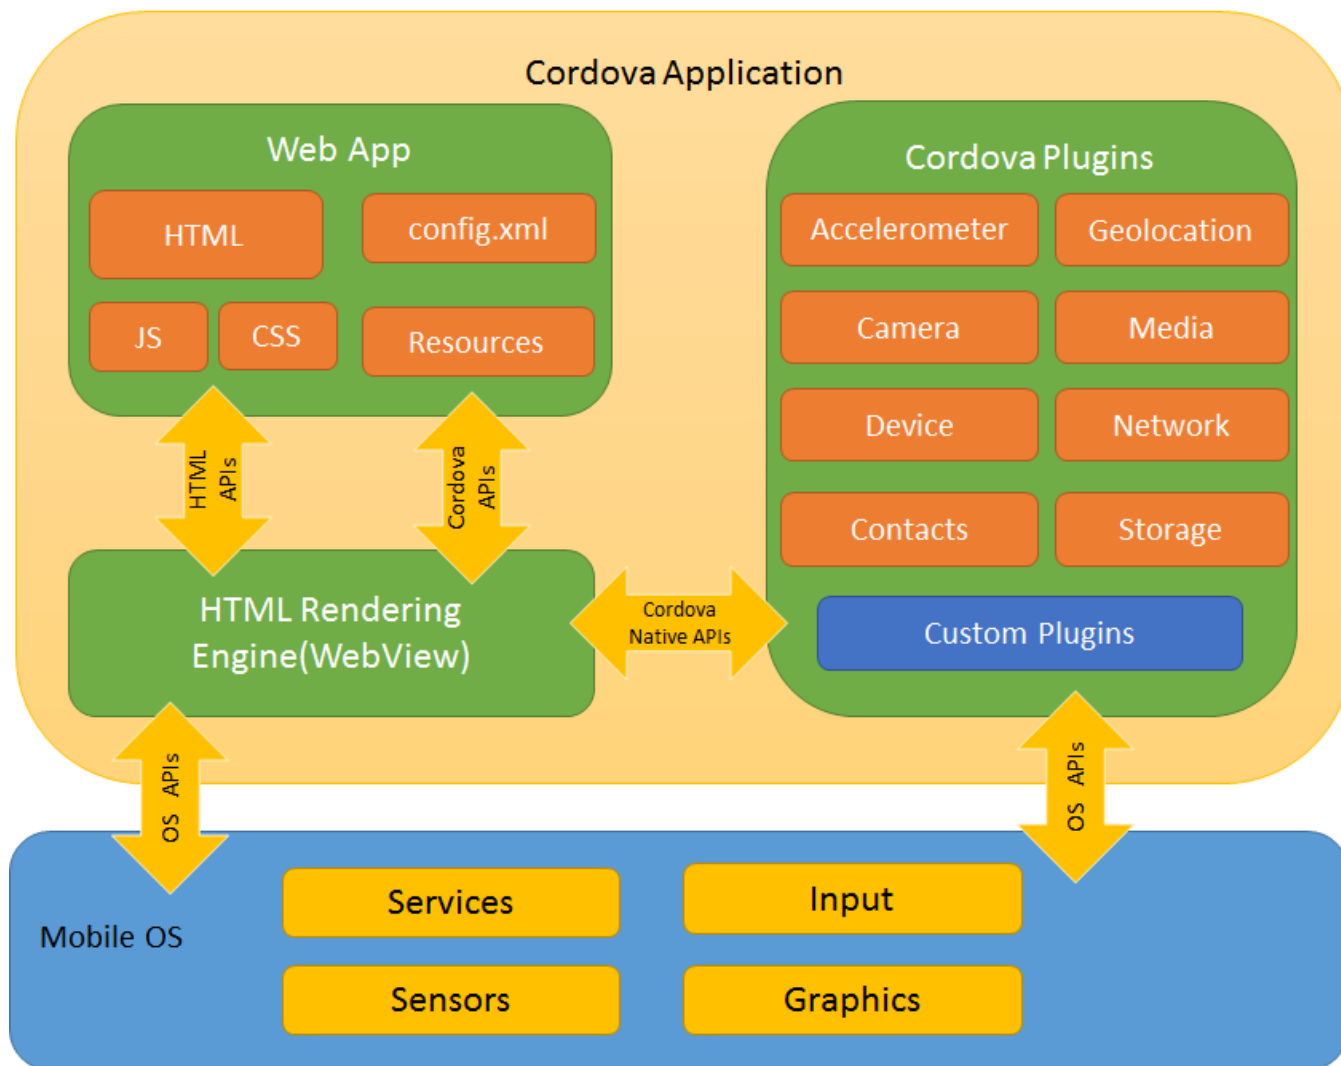 Cordova Application
Web App
HTML
config.xml
JS
CSS
Resources
HTML
APIs
Cordova
APIs
HTML Rendering
Engine(WebView)
Cordova
Native APIs
Cordova Plugins
Accelerometer
Geolocation
Camera
Media
Device
Network
Contacts
Storage
Custom Plugins
OS APIs
OS APIs
Mobile OS
Services
Input
Sensors
Graphics